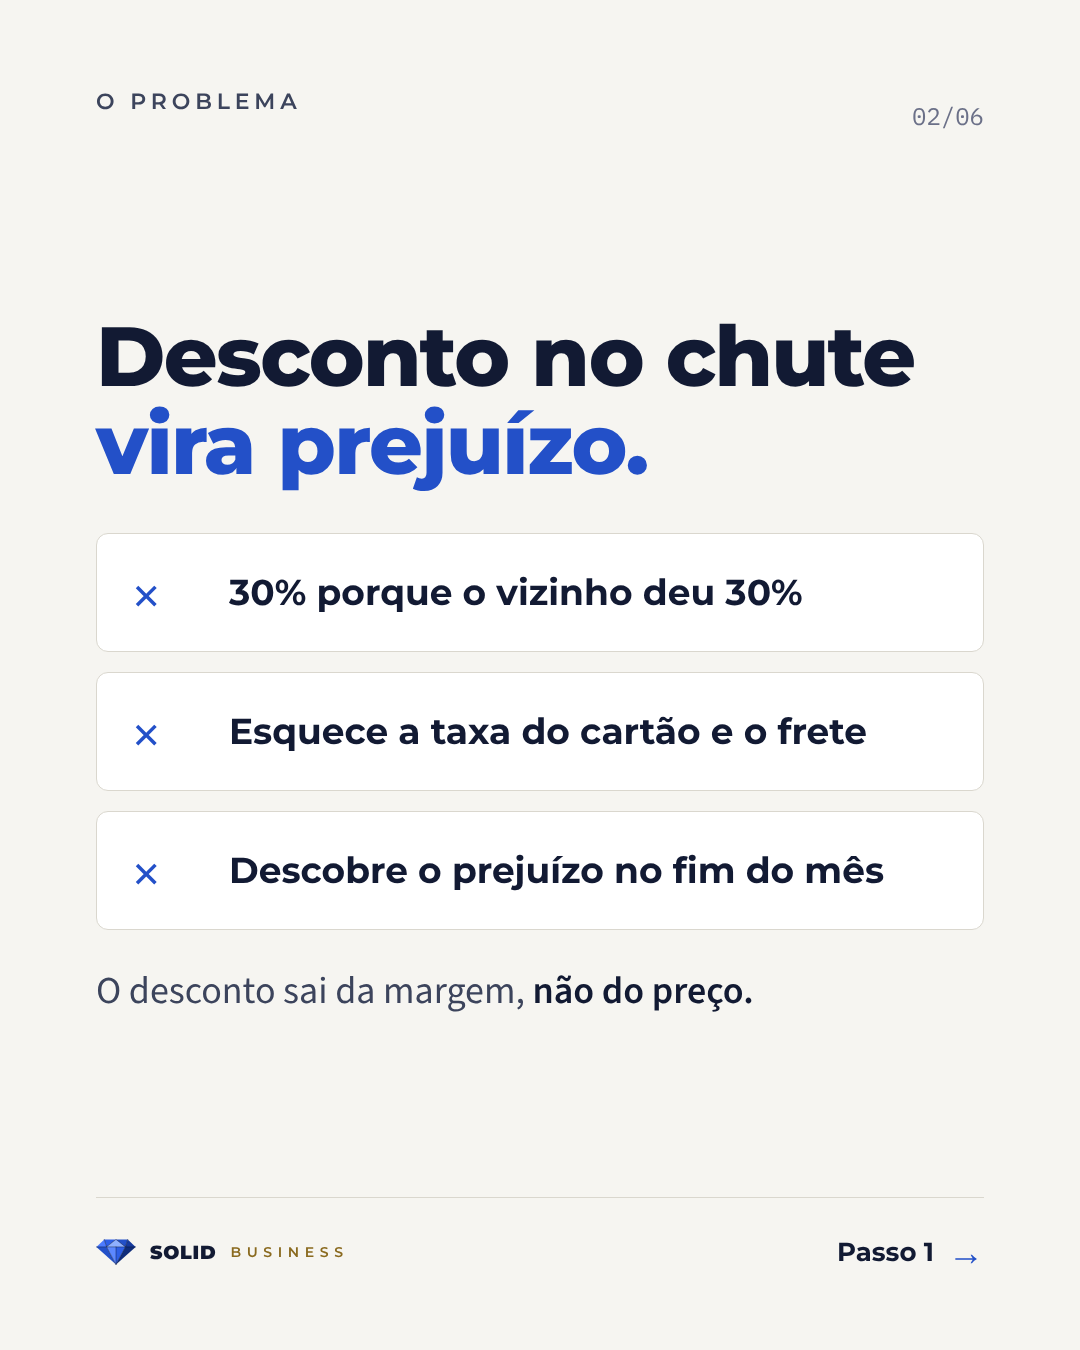 O PROBLEMA
02/06
Desconto no chute
vira prejuízo.
× 30% porque o vizinho deu 30%
× Esquece a taxa do cartão e o frete
× Descobre o prejuízo no fim do mês
O desconto sai da margem, não do preço.
SOLID BUSINESS
Passo 1 →